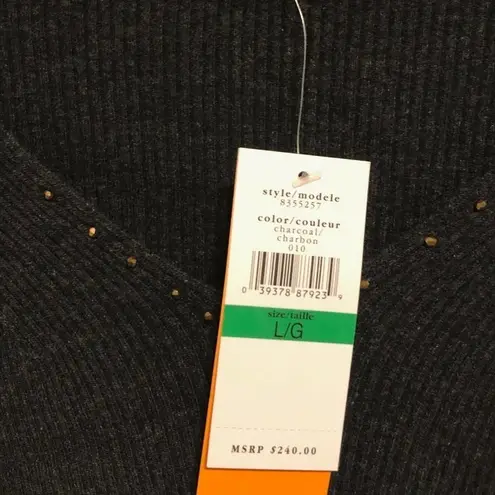 style/modele
8355257
color/couleur
charcoal/
charbon
010
0 39378 87923 9
size/taille
L/G
MSRP $240.00